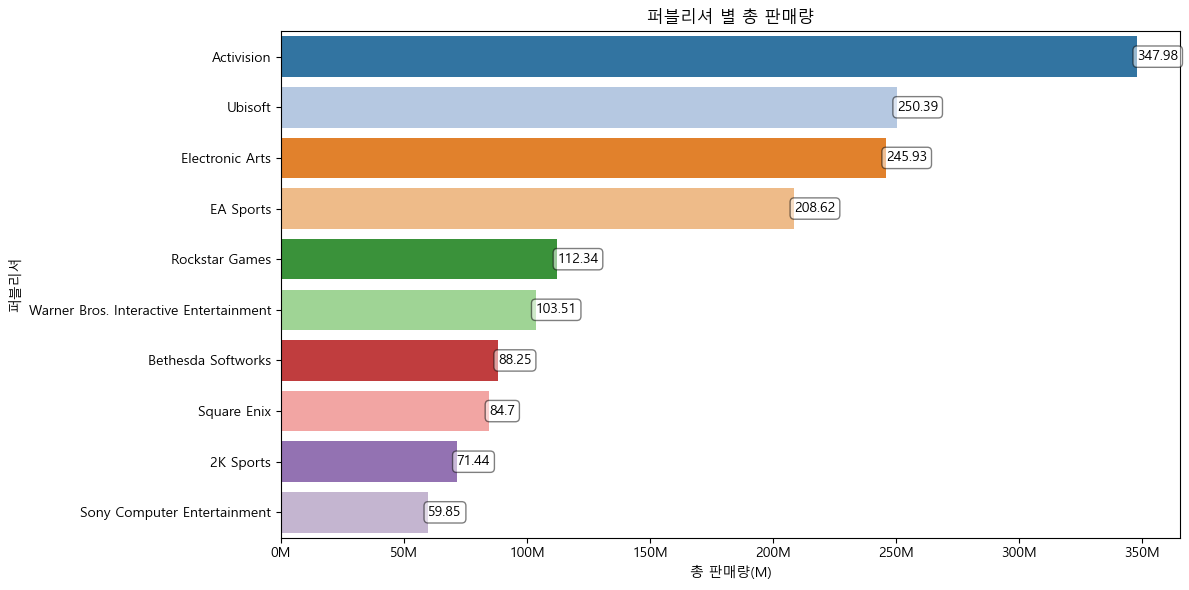 퍼블리셔 별 총 판매량
퍼블리셔
Activision
347.98
Ubisoft
250.39
Electronic Arts
245.93
EA Sports
208.62
Rockstar Games
112.34
Warner Bros. Interactive Entertainment
103.51
Bethesda Softworks
88.25
Square Enix
84.7
2K Sports
71.44
Sony Computer Entertainment
59.85
0M 50M 100M 150M 200M 250M 300M 350M
총 판매량(M)